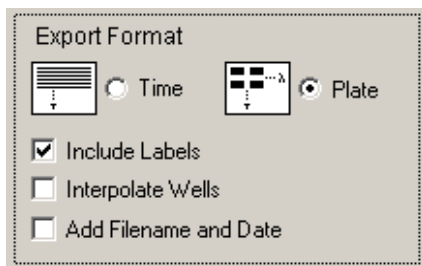 Export Format
Time λ Plate
Include Labels
Interpolate Wells
Add Filename and Date